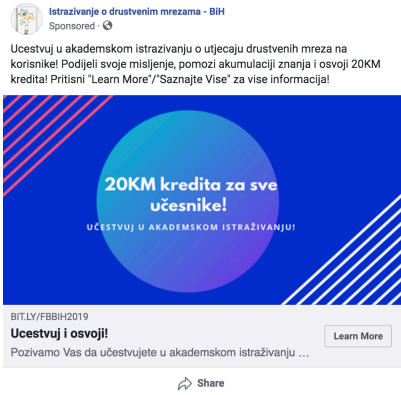 Istrazivanje o drustvenim mrezama - BiH
Sponsored ·
Ucestvuj u akademskom istrazivanju o utjecaju drustvenih mreza na
korisnike! Podijeli svoje misljenje, pomozi akumulaciji znanja i osvoji 20KM
kredita! Pritisni "Learn More"/"Saznajte Vise" za vise informacija!
20KM kredita za sve
učesnike!
UČESTVUJ U AKADEMSKOM ISTRAŽIVANJU!
BIT.LY/FBBIH2019
Ucestvuj i osvoji!
Pozivamo Vas da učestvujete u akademskom istraživanju ...
Learn More
Share